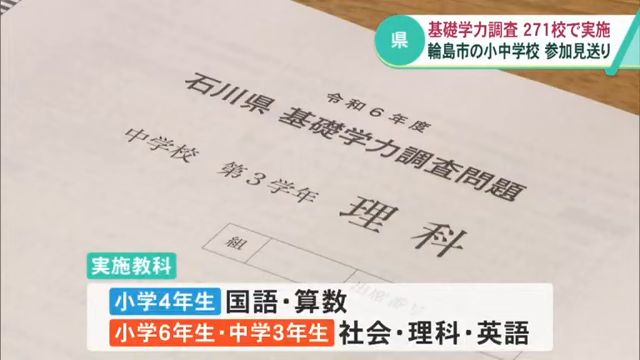 県
基礎学力調査 271校で実施
輪島市の小中学校 参加見送り
令和6年度
石川県 基礎学力調査問題
中学校 第3学年 理科
組
出席番号
実施教科
小学4年生 国語・算数
小学6年生・中学3年生 社会・理科・英語